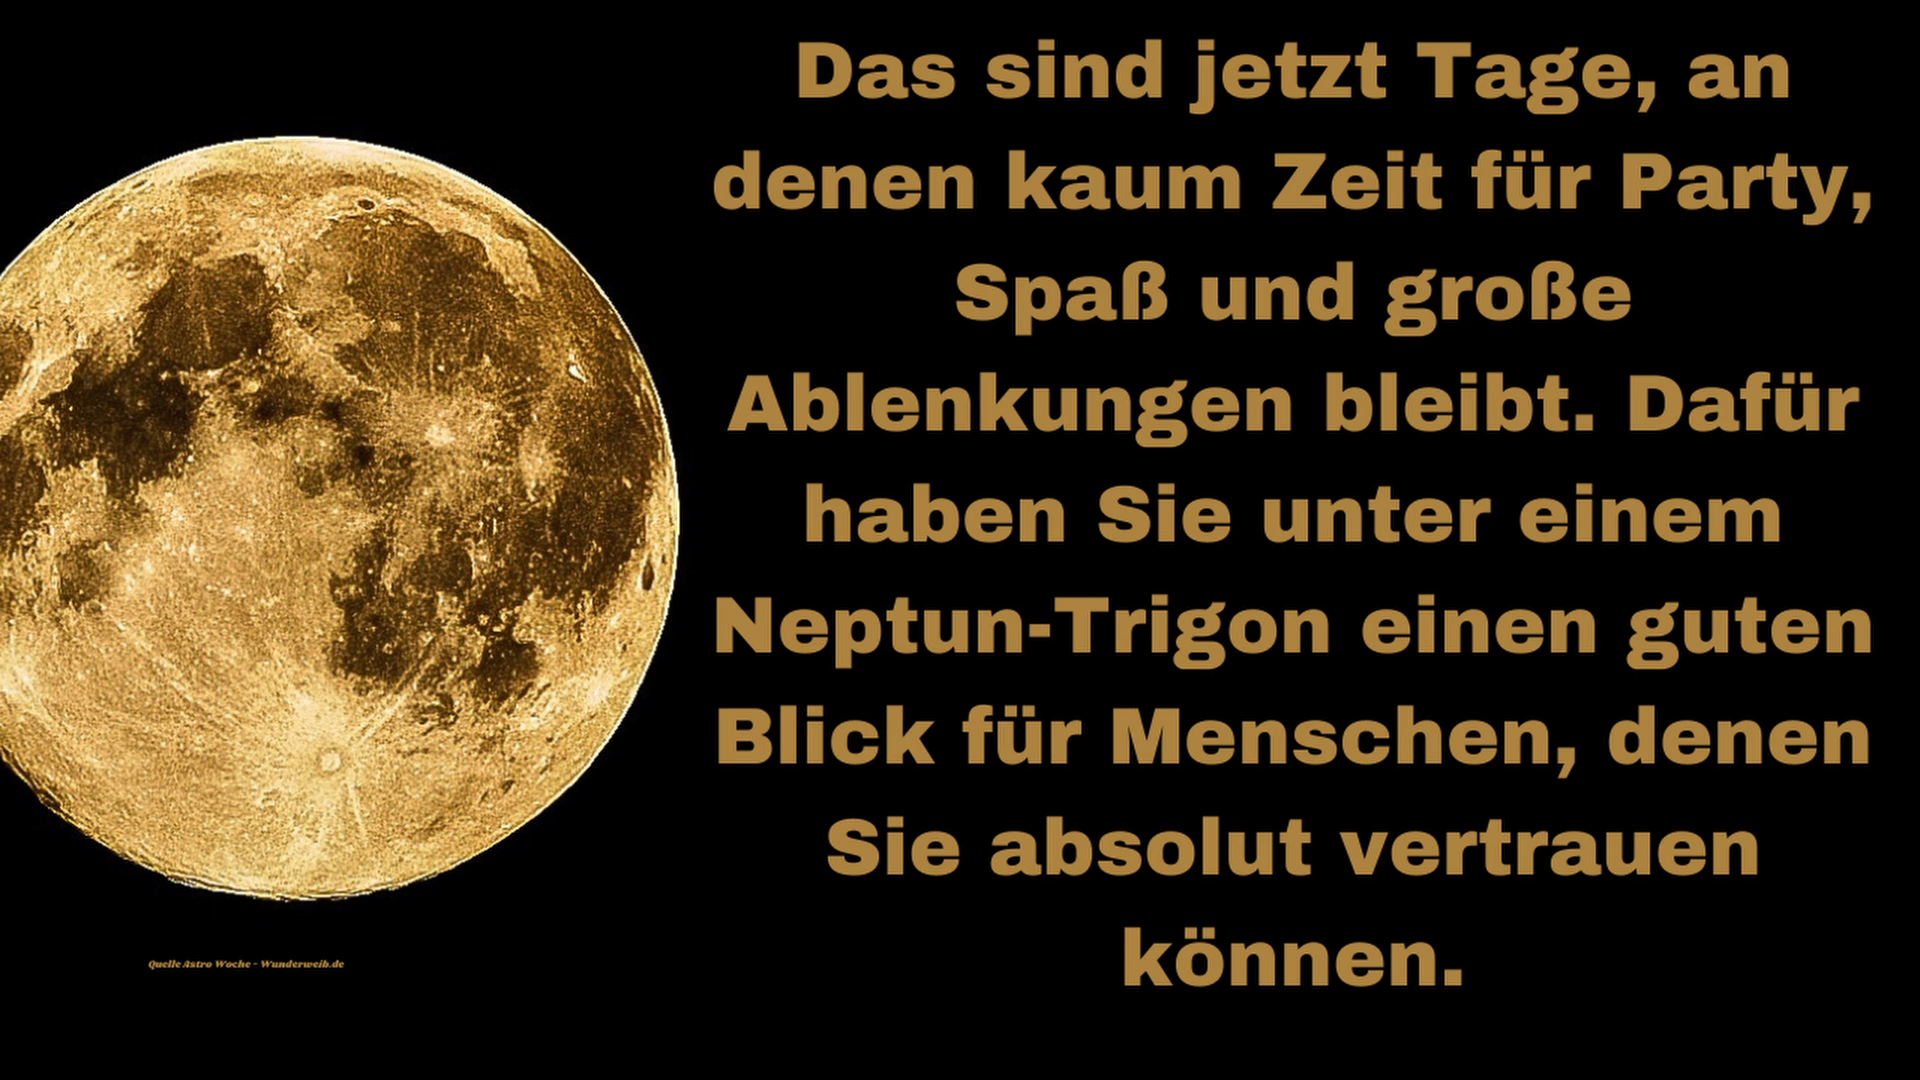 Das sind jetzt Tage, an
denen kaum Zeit für Party,
Spaß und große
Ablenkungen bleibt. Dafür
haben Sie unter einem
Neptun-Trigon einen guten
Blick für Menschen, denen
Sie absolut vertrauen
können.
Quelle Astro Woche - Wunderweib.de